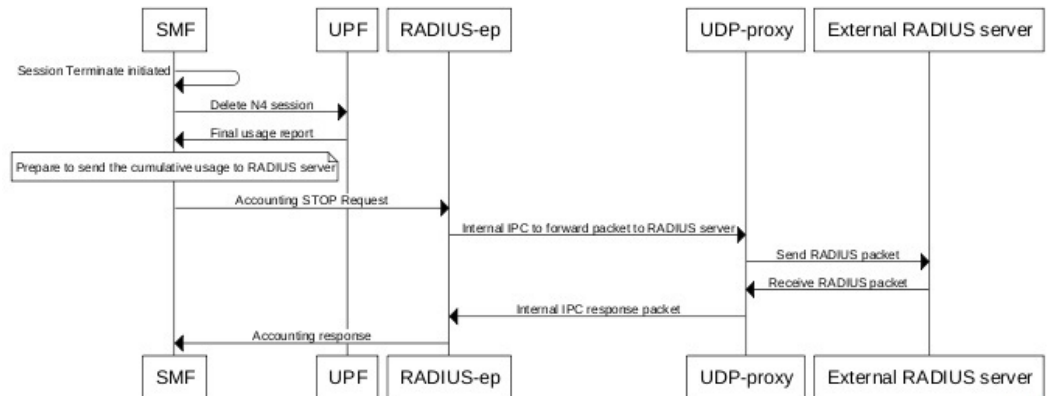 SMF UPF RADIUS-ep UDP-proxy External RADIUS server
Session Terminate initiated
Delete N4 session
Final usage report
Prepare to send the cumulative usage to RADIUS server
Accounting STOP Request
Internal IPC to forward packet to RADIUS server
Send RADIUS packet
Receive RADIUS packet
Internal IPC response packet
Accounting response
SMF UPF RADIUS-ep UDP-proxy External RADIUS server